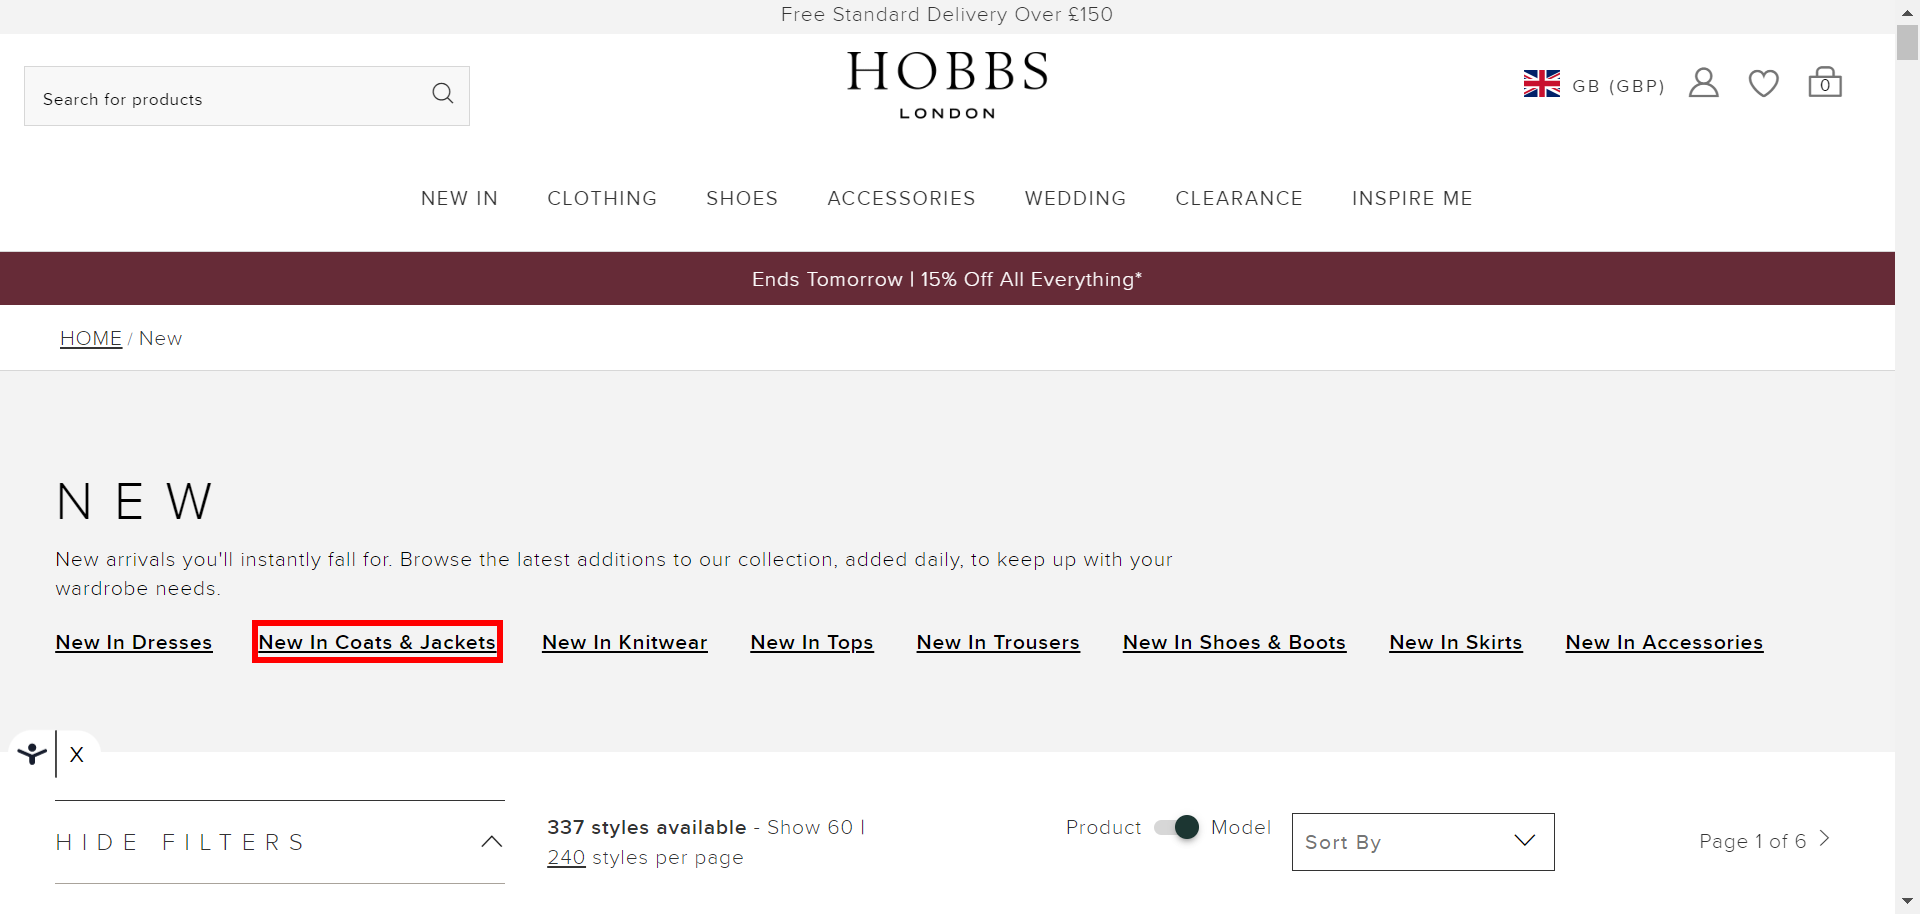 Free Standard Delivery Over £150
Search for products
HOBBS
LONDON
GB (GBP)
0
NEW IN CLOTHING SHOES ACCESSORIES WEDDING CLEARANCE INSPIRE ME
Ends Tomorrow | 15% Off All Everything*
HOME / New
NEW
New arrivals you'll instantly fall for. Browse the latest additions to our collection, added daily, to keep up with your
wardrobe needs.
New In Dresses New In Coats & Jackets New In Knitwear New In Tops New In Trousers New In Shoes & Boots New In Skirts New In Accessories
X
HIDE FILTERS
337 styles available - Show 60 |
240 styles per page
Product Model
Sort By
Page 1 of 6